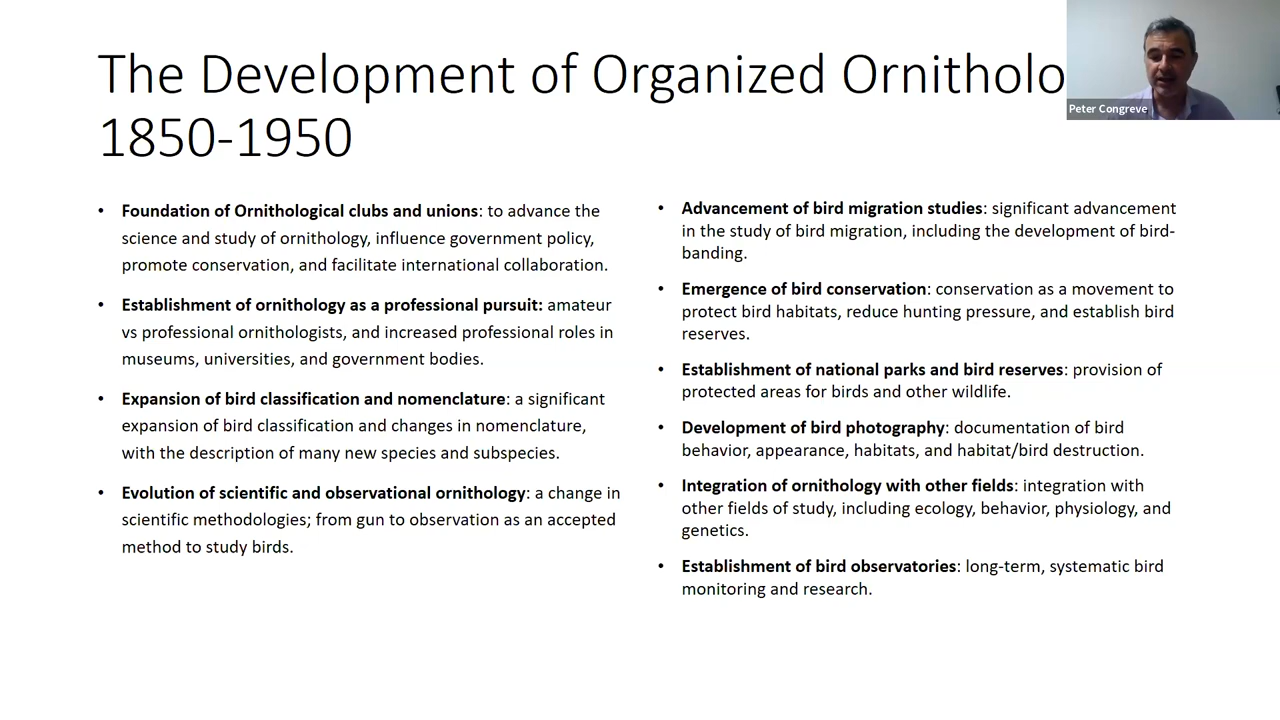 The Development of Organized Ornitholo
1850-1950
Peter Congreve
• Foundation of Ornithological clubs and unions: to advance the
science and study of ornithology, influence government policy,
promote conservation, and facilitate international collaboration.
• Establishment of ornithology as a professional pursuit: amateur
vs professional ornithologists, and increased professional roles in
museums, universities, and government bodies.
• Expansion of bird classification and nomenclature: a significant
expansion of bird classification and changes in nomenclature,
with the description of many new species and subspecies.
• Evolution of scientific and observational ornithology: a change in
scientific methodologies; from gun to observation as an accepted
method to study birds.
• Advancement of bird migration studies: significant advancement
in the study of bird migration, including the development of bird-
banding.
• Emergence of bird conservation: conservation as a movement to
protect bird habitats, reduce hunting pressure, and establish bird
reserves.
• Establishment of national parks and bird reserves: provision of
protected areas for birds and other wildlife.
• Development of bird photography: documentation of bird
behavior, appearance, habitats, and habitat/bird destruction.
• Integration of ornithology with other fields: integration with
other fields of study, including ecology, behavior, physiology, and
genetics.
• Establishment of bird observatories: long-term, systematic bird
monitoring and research.